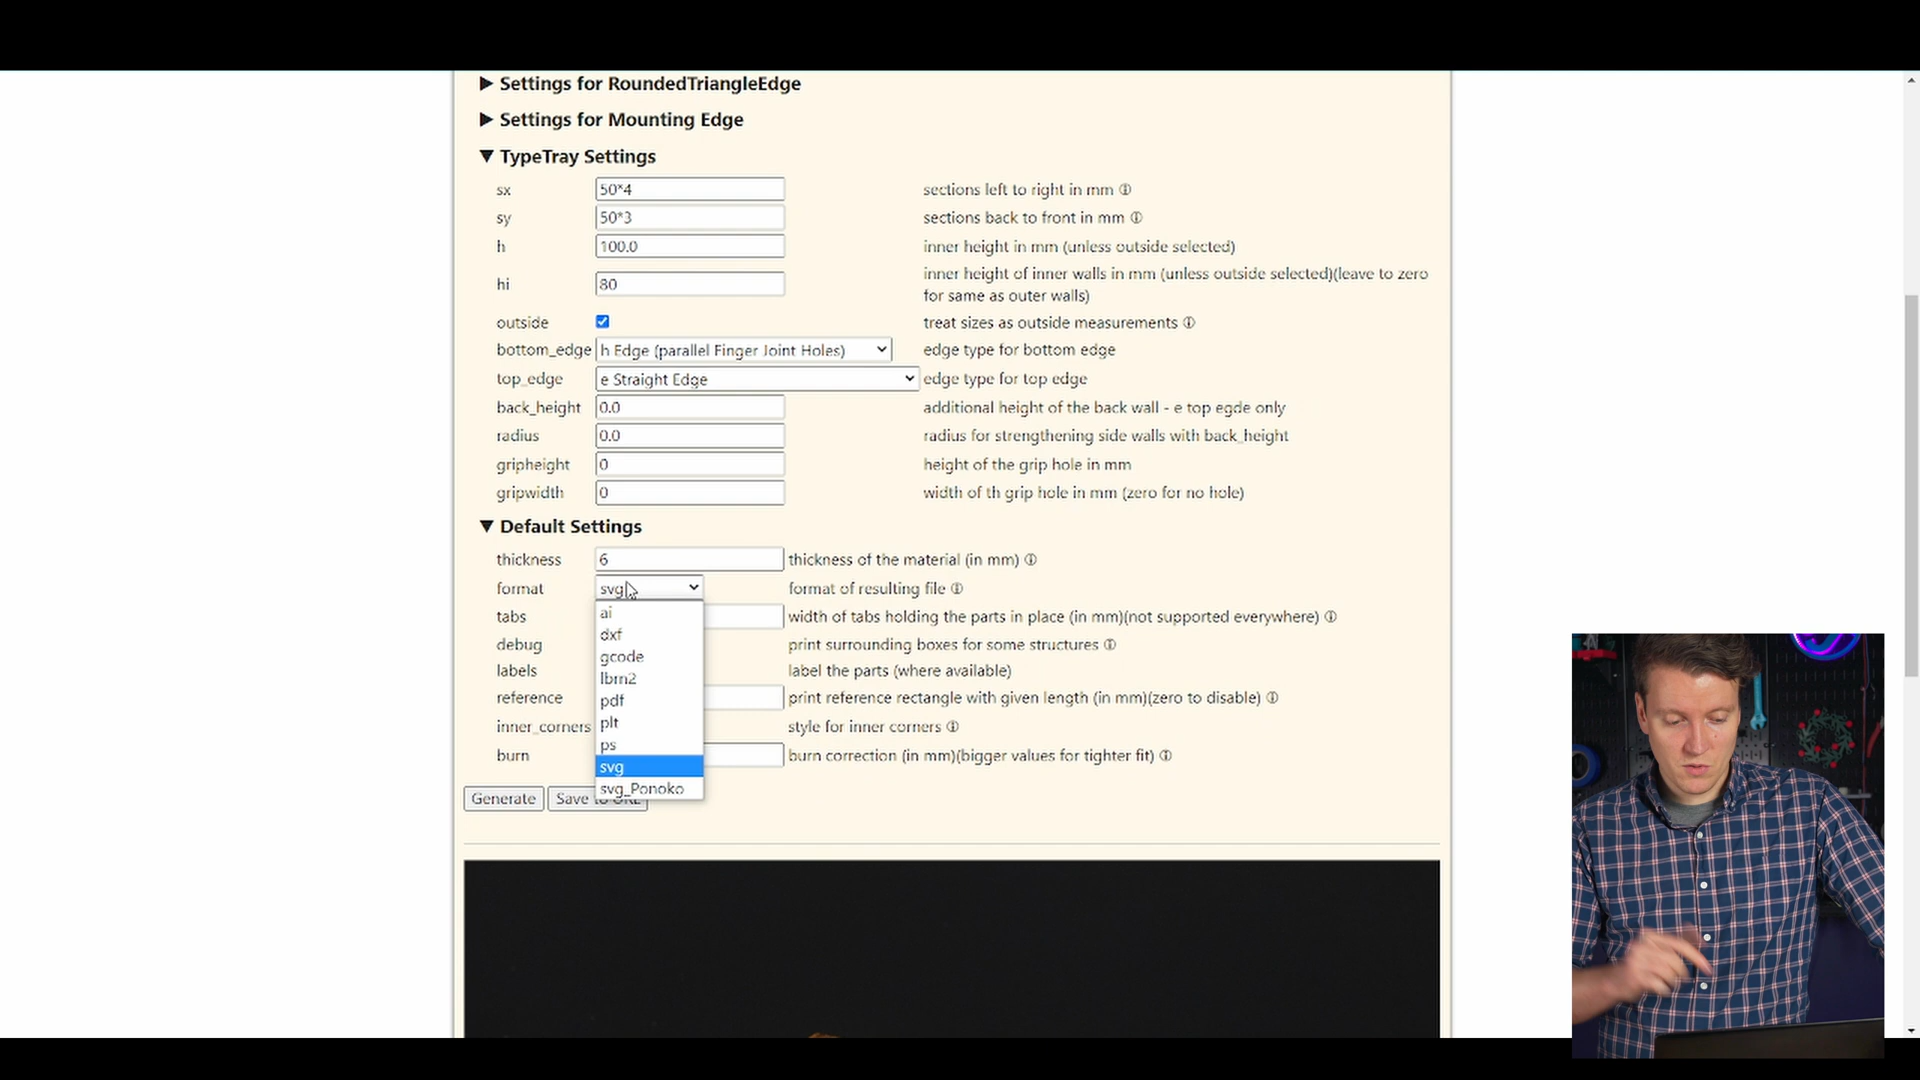 ▶ Settings for RoundedTriangleEdge
▶ Settings for Mounting Edge
▼ TypeTray Settings
sx 50*4 sections left to right in mm ⓘ
sy 50*3 sections back to front in mm ⓘ
h 100.0 inner height in mm (unless outside selected)
hi 80 inner height of inner walls in mm (unless outside selected)(leave to zero
for same as outer walls)
outside treat sizes as outside measurements ⓘ
bottom_edge h Edge (parallel Finger Joint Holes) edge type for bottom edge
top_edge e Straight Edge edge type for top edge
back_height 0.0 additional height of the back wall - e top egde only
radius 0.0 radius for strengthening side walls with back_height
gripheight 0 height of the grip hole in mm
gripwidth 0 width of th grip hole in mm (zero for no hole)
▼ Default Settings
thickness 6 thickness of the material (in mm) ⓘ
format svg format of resulting file ⓘ
ai
tabs width of tabs holding the parts in place (in mm)(not supported everywhere) ⓘ
dxf
debug print surrounding boxes for some structures ⓘ
gcode
labels label the parts (where available)
lbrn2
reference pdf print reference rectangle with given length (in mm)(zero to disable) ⓘ
inner_corners plt style for inner corners ⓘ
ps
burn burn correction (in mm)(bigger values for tighter fit) ⓘ
svg
svg_Ponoko
Generate Save to URL